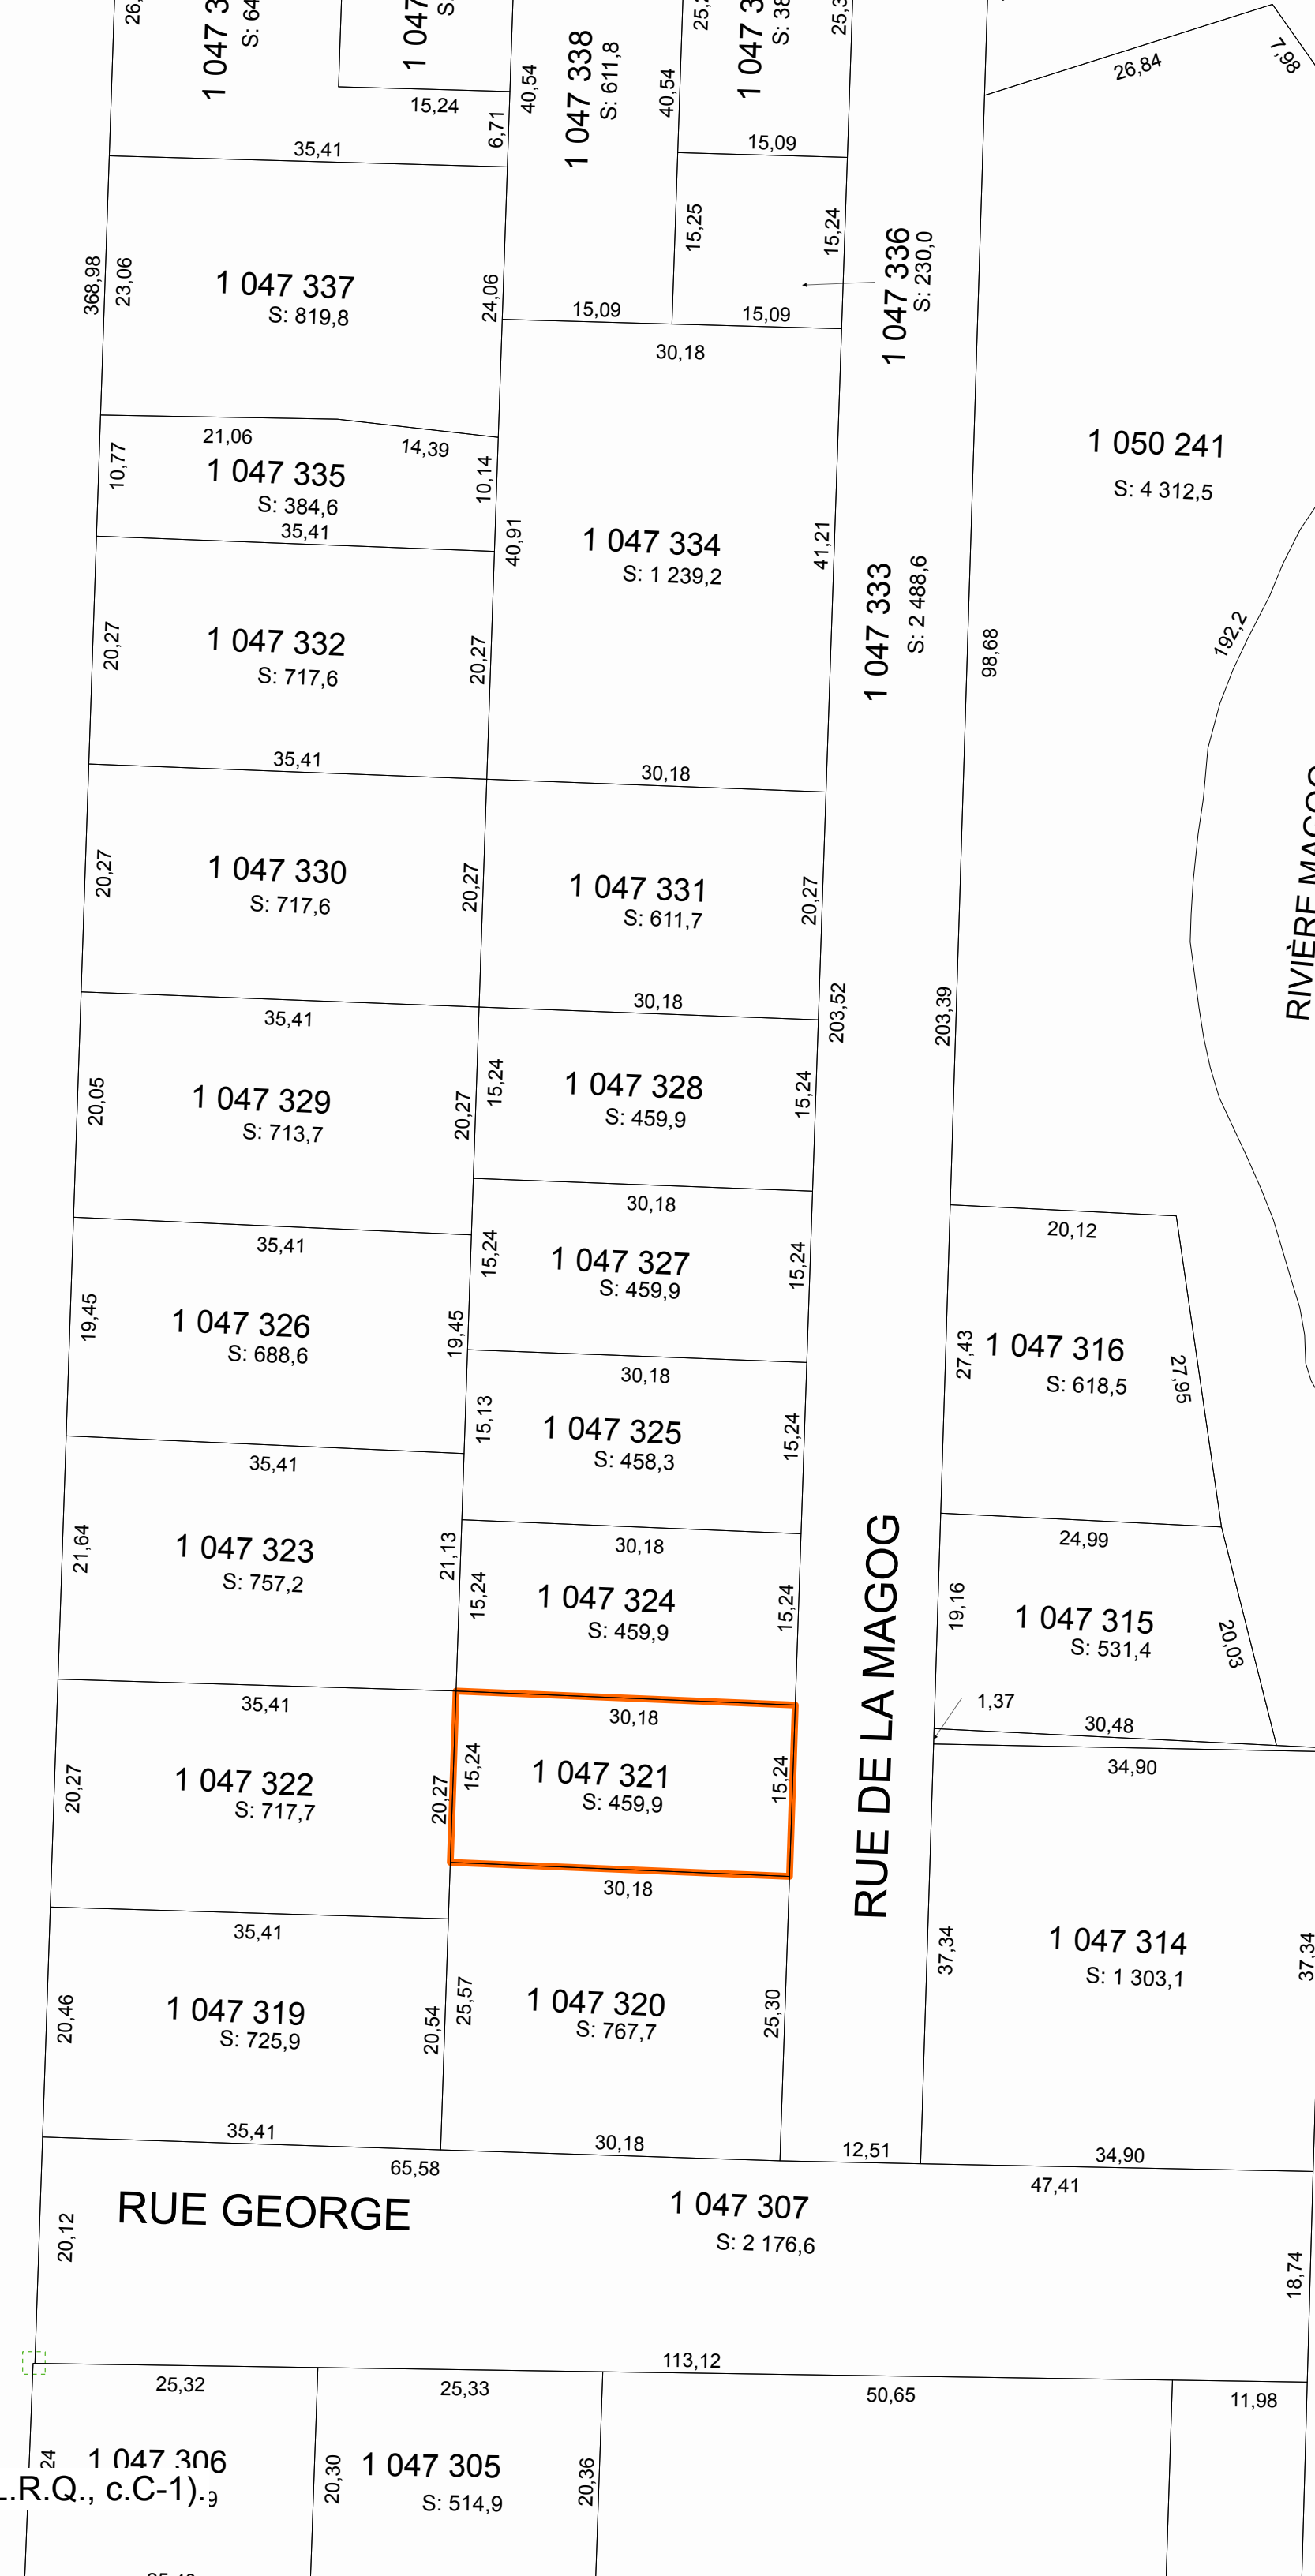 15,24
6,71
35,41
40,54
1 047 338
S: 611,8
40,54
15,09
26,84
7,98
368,98
23,06
1 047 337
S: 819,8
24,06
15,25
15,24
1 047 336
S: 230,0
15,09
15,09
30,18
21,06
14,39
10,77
1 047 335
S: 384,6
10,14
35,41
1 050 241
S: 4 312,5
40,91
1 047 334
S: 1 239,2
41,21
1 047 333
S: 2 488,6
98,68
192,2
20,27
1 047 332
S: 717,6
20,27
35,41
30,18
20,27
1 047 330
S: 717,6
20,27
1 047 331
S: 611,7
20,27
30,18
35,41
203,52
203,39
20,05
1 047 329
S: 713,7
20,27
15,24
1 047 328
S: 459,9
15,24
30,18
20,12
35,41
15,24
1 047 327
S: 459,9
15,24
19,45
1 047 326
S: 688,6
19,45
30,18
27,43
1 047 316
S: 618,5
27,95
15,13
1 047 325
S: 458,3
15,24
35,41
30,18
24,99
21,64
1 047 323
S: 757,2
21,13
15,24
1 047 324
S: 459,9
15,24
RUE DE LA MAGOG
19,16
1 047 315
S: 531,4
20,03
35,41
30,18
1,37
30,48
34,90
20,27
1 047 322
S: 717,7
20,27
15,24
1 047 321
S: 459,9
15,24
30,18
35,41
37,34
1 047 314
S: 1 303,1
37,34
20,46
1 047 319
S: 725,9
20,54
25,57
1 047 320
S: 767,7
25,30
35,41
30,18
12,51
34,90
65,58
47,41
RUE GEORGE
1 047 307
S: 2 176,6
20,12
18,74
113,12
25,32
25,33
50,65
11,98
1 047 306
20,30
1 047 305
S: 514,9
20,36
L.R.Q., c.C-1).
RIVIÈRE